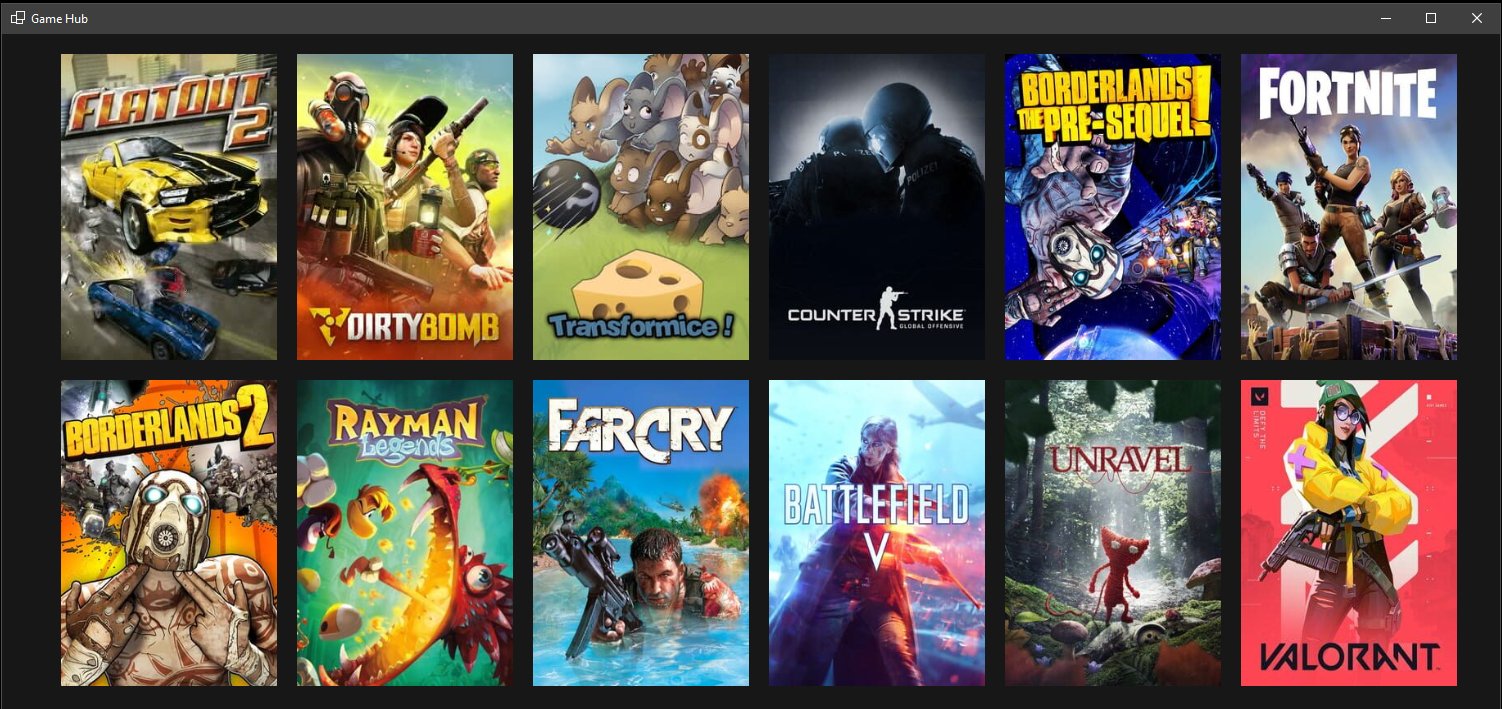 Game Hub
FLATOUT
2
DIRTYBOMB
Transformice !
POLIZEI
COUNTER STRIKE
GLOBAL OFFENSIVE
BORDERLANDS
THE PRE-SEQUEL!
FORTNITE
BORDERLANDS 2
RAYMAN
Legends
FARCRY
BATTLEFIELD
V
UNRAVEL
DEFY THE
LIMITS
VALORANT